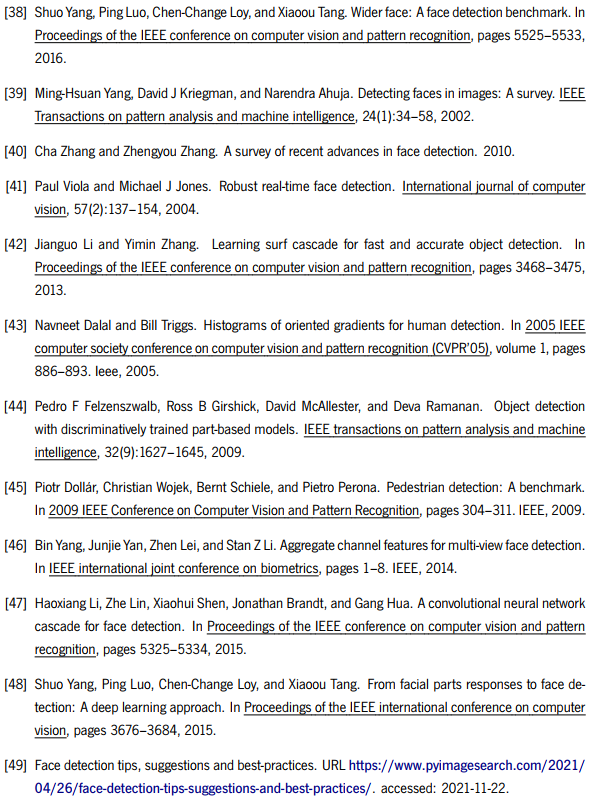 [38] Shuo Yang, Ping Luo, Chen-Change Loy, and Xiaoou Tang. Wider face: A face detection benchmark. In
Proceedings of the IEEE conference on computer vision and pattern recognition, pages 5525–5533,
2016.
[39] Ming-Hsuan Yang, David J Kriegman, and Narendra Ahuja. Detecting faces in images: A survey. IEEE
Transactions on pattern analysis and machine intelligence, 24(1):34–58, 2002.
[40] Cha Zhang and Zhengyou Zhang. A survey of recent advances in face detection. 2010.
[41] Paul Viola and Michael J Jones. Robust real-time face detection. International journal of computer
vision, 57(2):137–154, 2004.
[42] Jianguo Li and Yimin Zhang. Learning surf cascade for fast and accurate object detection. In
Proceedings of the IEEE conference on computer vision and pattern recognition, pages 3468–3475,
2013.
[43] Navneet Dalal and Bill Triggs. Histograms of oriented gradients for human detection. In 2005 IEEE
computer society conference on computer vision and pattern recognition (CVPR'05), volume 1, pages
886–893. Ieee, 2005.
[44] Pedro F Felzenszwalb, Ross B Girshick, David McAllester, and Deva Ramanan. Object detection
with discriminatively trained part-based models. IEEE transactions on pattern analysis and machine
intelligence, 32(9):1627–1645, 2009.
[45] Piotr Dollár, Christian Wojek, Bernt Schiele, and Pietro Perona. Pedestrian detection: A benchmark.
In 2009 IEEE Conference on Computer Vision and Pattern Recognition, pages 304–311. IEEE, 2009.
[46] Bin Yang, Junjie Yan, Zhen Lei, and Stan Z Li. Aggregate channel features for multi-view face detection.
In IEEE international joint conference on biometrics, pages 1–8. IEEE, 2014.
[47] Haoxiang Li, Zhe Lin, Xiaohui Shen, Jonathan Brandt, and Gang Hua. A convolutional neural network
cascade for face detection. In Proceedings of the IEEE conference on computer vision and pattern
recognition, pages 5325–5334, 2015.
[48] Shuo Yang, Ping Luo, Chen-Change Loy, and Xiaoou Tang. From facial parts responses to face de-
tection: A deep learning approach. In Proceedings of the IEEE international conference on computer
vision, pages 3676–3684, 2015.
[49] Face detection tips, suggestions and best-practices. URL https://www.pyimagesearch.com/2021/
04/26/face-detection-tips-suggestions-and-best-practices/. accessed: 2021-11-22.